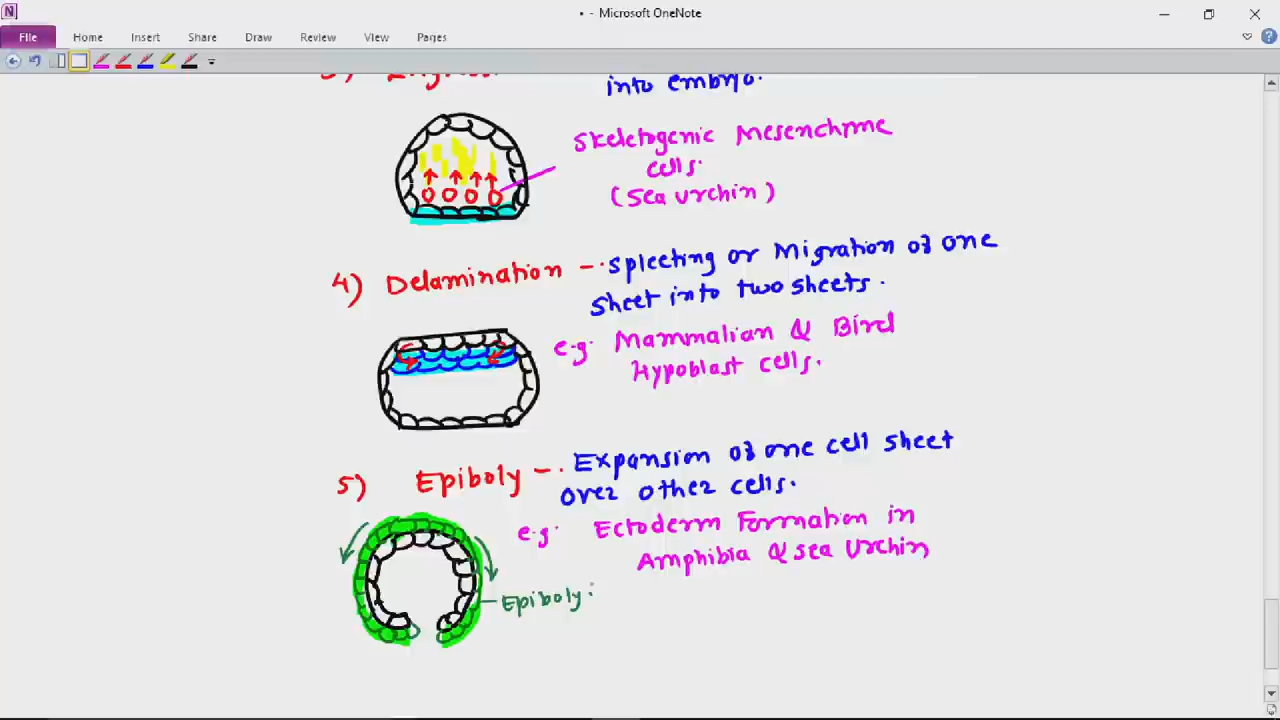 • - Microsoft OneNote
File Home Insert Share Draw Review View Pages
into embryo.
Skeletogenic Mesenchme
cells.
(Sea urchin)
4) Delamination - . Splecting or Migration of one
Sheet into two sheets.
e.g. Mammalian & Bird
Hypoblast cells.
5) Epiboly - . Expansion of one cell sheet
over other cells.
e.g. Ectoderm Formation in
Amphibia & sea Urchin
Epiboly.